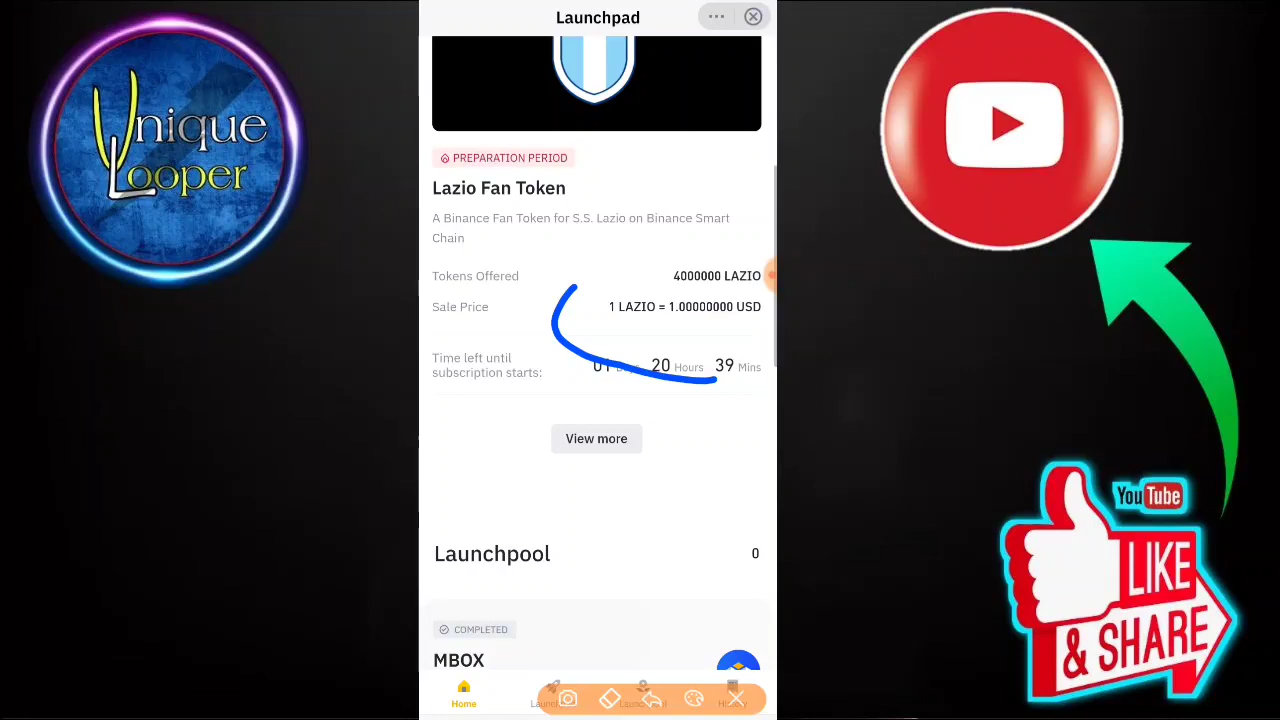 Unique
Looper
Launchpad
PREPARATION PERIOD
Lazio Fan Token
A Binance Fan Token for S.S. Lazio on Binance Smart
Chain
Tokens Offered 4000000 LAZIO
Sale Price 1 LAZIO = 1.00000000 USD
Time left until
subscription starts: 01 Days 20 Hours 39 Mins
View more
Launchpool 0
COMPLETED
MBOX
Home
YouTube
LIKE
& SHARE